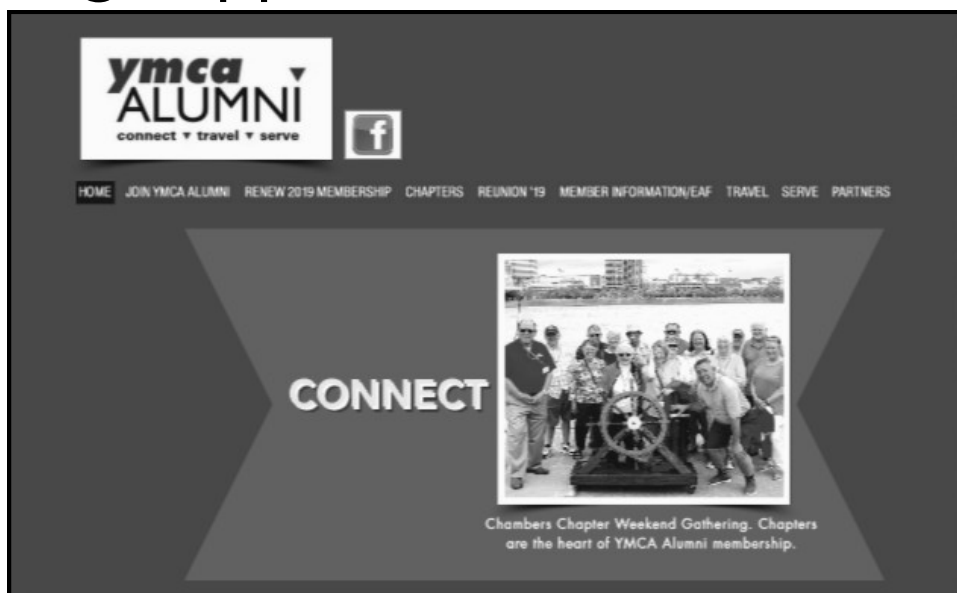 ymca
ALUMNI
connect ▾ travel ▾ serve
f
HOME JOIN YMCA ALUMNI RENEW 2019 MEMBERSHIP CHAPTERS REUNION '19 MEMBER INFORMATION/EAF TRAVEL SERVE PARTNERS
CONNECT
Chambers Chapter Weekend Gathering. Chapters
are the heart of YMCA Alumni membership.